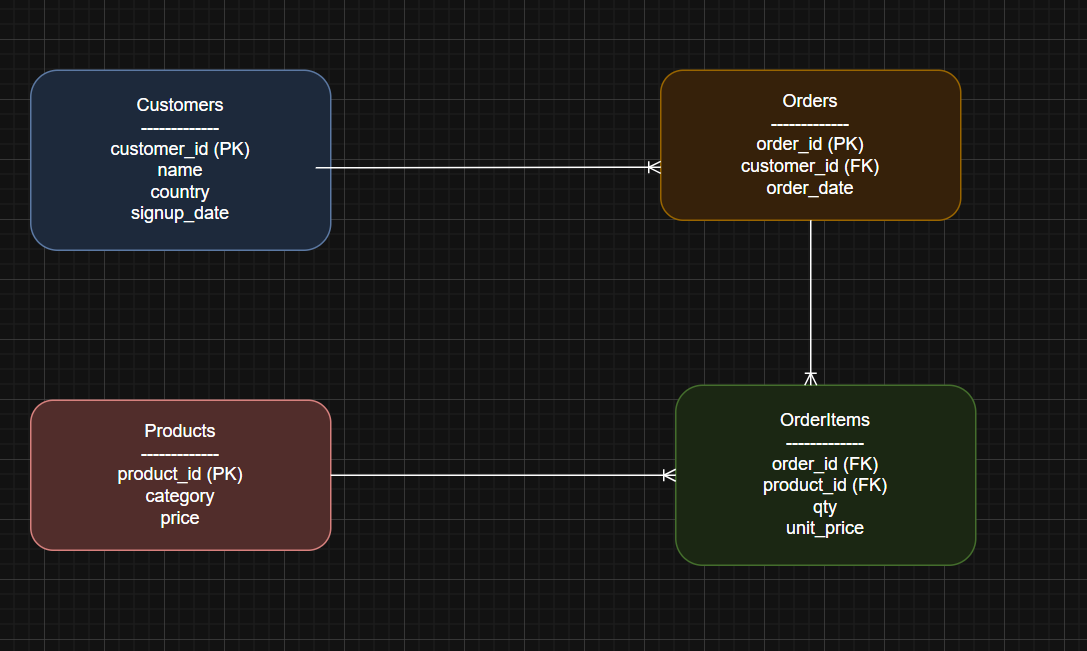 Customers
-------------
customer_id (PK)
name
country
signup_date
Orders
-------------
order_id (PK)
customer_id (FK)
order_date
Products
-------------
product_id (PK)
category
price
OrderItems
-------------
order_id (FK)
product_id (FK)
qty
unit_price